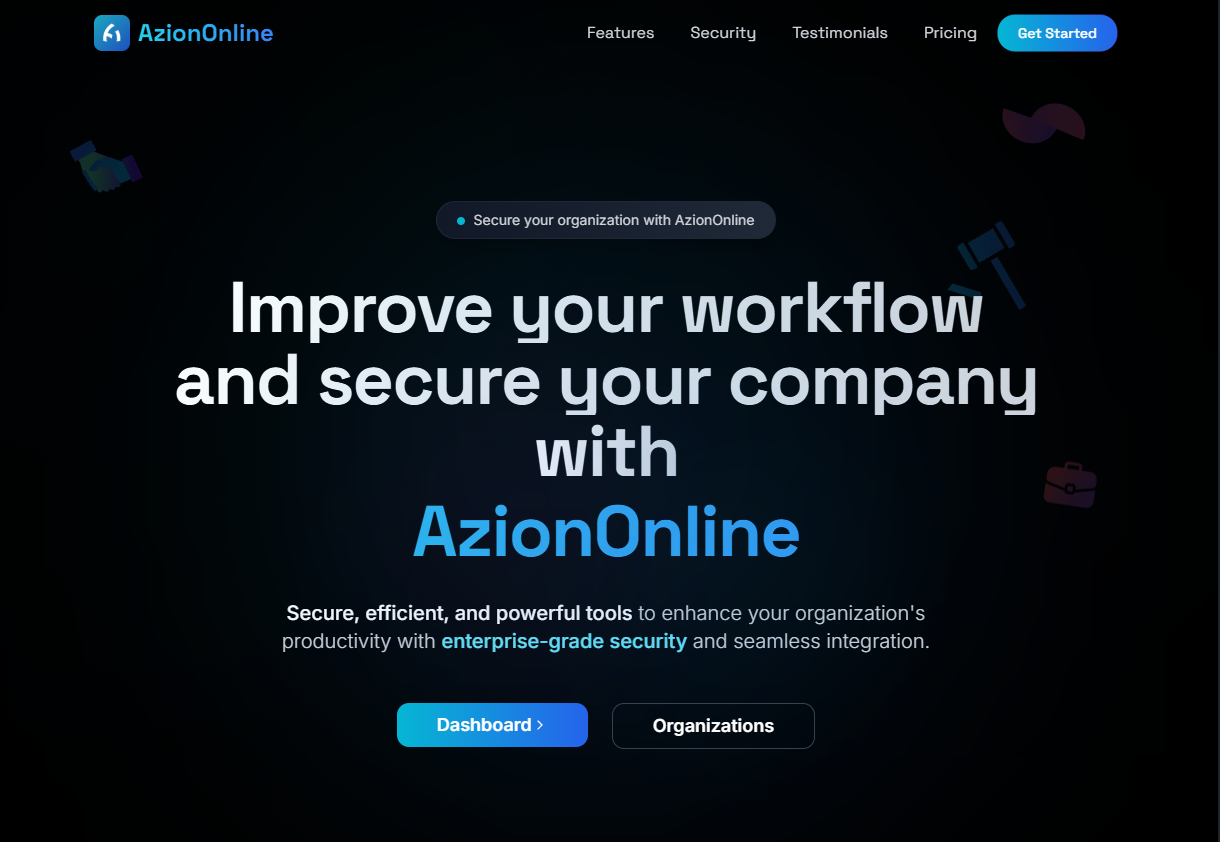 AzionOnline
Features
Security
Testimonials
Pricing
Get Started
Secure your organization with AzionOnline
Improve your workflow
and secure your company
with
AzionOnline
Secure, efficient, and powerful tools to enhance your organization's
productivity with enterprise-grade security and seamless integration.
Dashboard
Organizations